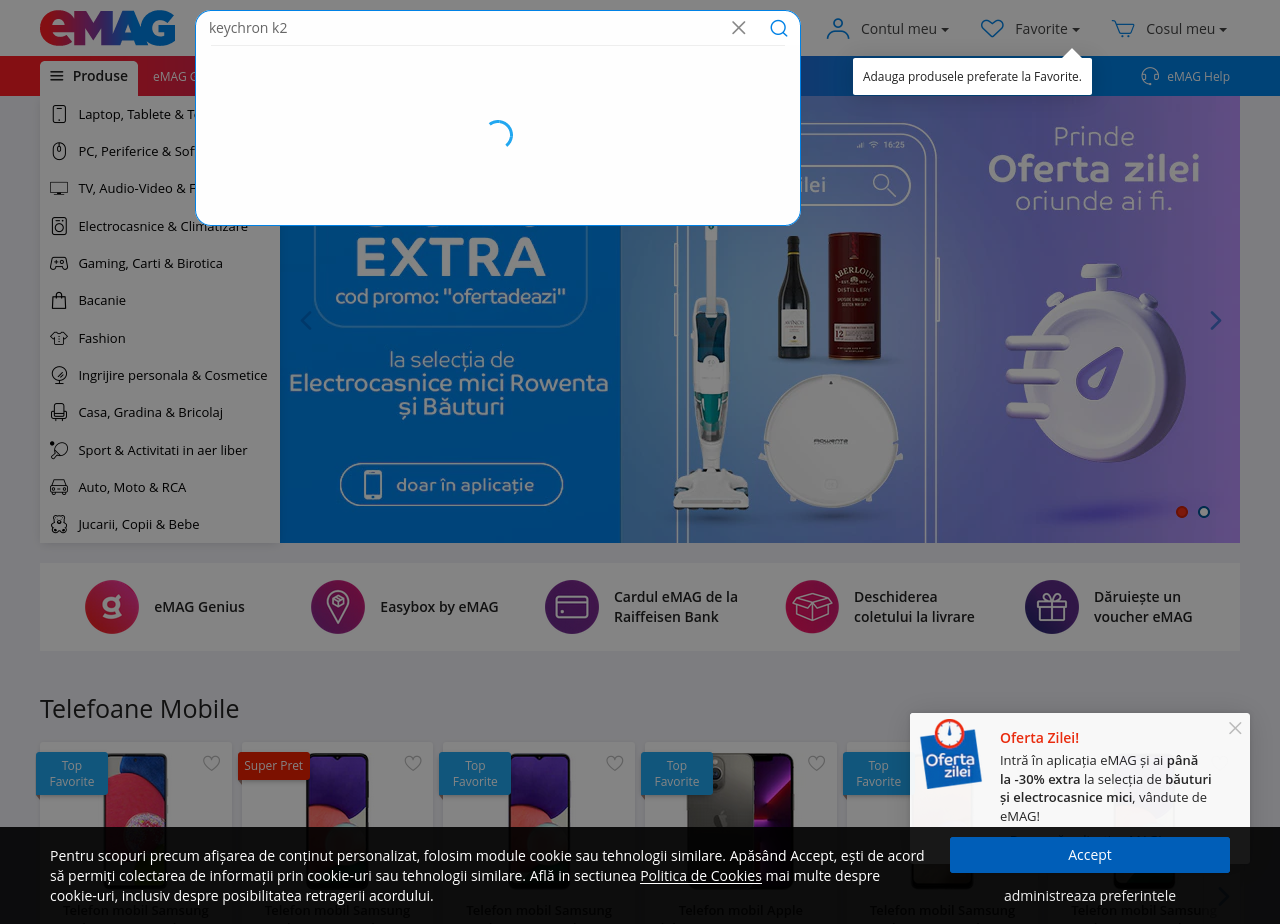 eMAG
keychron k2
Contul meu
Favorite
Cosul meu
Produse
eMAG
Adauga produsele preferate la Favorite.
eMAG Help
Laptop, Tablete &
PC, Periferice &
TV, Audio-Video &
Electrocasnice & Climatizare
Gaming, Carti & Birotica
Bacanie
Fashion
Ingrijire personala & Cosmetice
Casa, Gradina & Bricolaj
Sport & Activitati in aer liber
Auto, Moto & RCA
Jucarii, Copii & Bebe
EXTRA
cod promo: "ofertadeazi"
la selecția de
Electrocasnice mici Rowenta
și Băuturi
doar în aplicație
16:25
zilei
ABERLOUR
DISTILLERY
12
Prinde
Oferta zilei
oriunde ai fi.
eMAG Genius
Easybox by eMAG
Cardul eMAG de la
Raiffeisen Bank
Deschiderea
coletului la livrare
Dăruiește un
voucher eMAG
Telefoane Mobile
Top
Favorite
Super Pret
Top
Favorite
Top
Favorite
Top
Favorite
Oferta
zilei
Oferta Zilei!
Intră în aplicația eMAG și ai până
la -30% extra la selecția de băuturi
și electrocasnice mici, vândute de
eMAG!
Pentru scopuri precum afișarea de conținut personalizat, folosim module cookie sau tehnologii similare. Apăsând Accept, ești de acord
să permiți colectarea de informații prin cookie-uri sau tehnologii similare. Află in sectiunea Politica de Cookies mai multe despre
cookie-uri, inclusiv despre posibilitatea retragerii acordului.
Accept
administreaza preferintele
Telefon mobil Samsung
Telefon mobil Samsung
Telefon mobil Samsung
Telefon mobil Apple
Telefon mobil Samsung
Telefon mobil Samsung